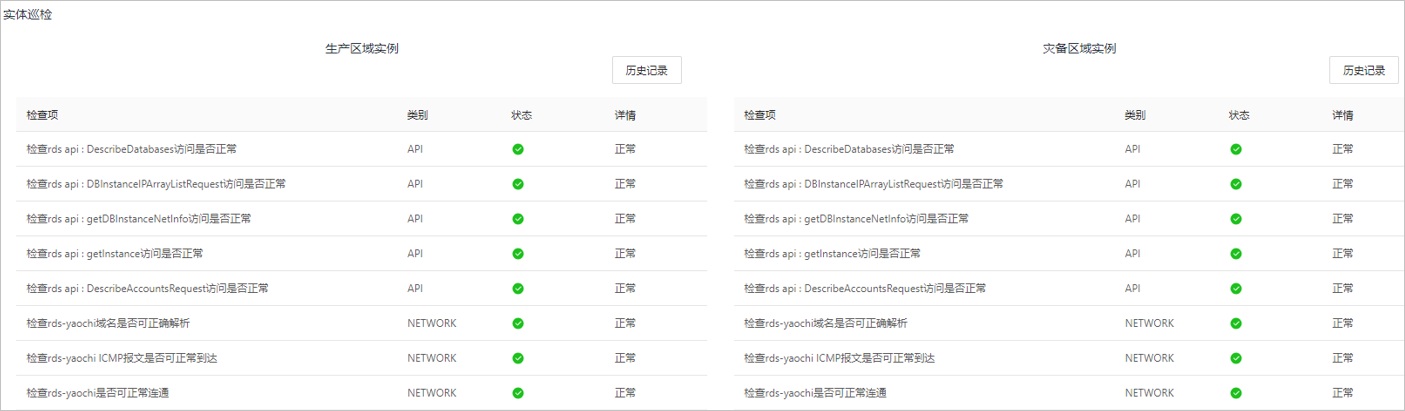 实体巡检
生产区域实例
历史记录
检查项 类别 状态 详情
检查rds api : DescribeDatabases访问是否正常 API 正常
检查rds api : DBInstanceIPArrayListRequest访问是否正常 API 正常
检查rds api : getDBInstanceNetInfo访问是否正常 API 正常
检查rds api : getInstance访问是否正常 API 正常
检查rds api : DescribeAccountsRequest访问是否正常 API 正常
检查rds-yaochi域名是否可正确解析 NETWORK 正常
检查rds-yaochi ICMP报文是否可正常到达 NETWORK 正常
检查rds-yaochi是否可正常连通 NETWORK 正常
灾备区域实例
历史记录
检查项 类别 状态 详情
检查rds api : DescribeDatabases访问是否正常 API 正常
检查rds api : DBInstanceIPArrayListRequest访问是否正常 API 正常
检查rds api : getDBInstanceNetInfo访问是否正常 API 正常
检查rds api : getInstance访问是否正常 API 正常
检查rds api : DescribeAccountsRequest访问是否正常 API 正常
检查rds-yaochi域名是否可正确解析 NETWORK 正常
检查rds-yaochi ICMP报文是否可正常到达 NETWORK 正常
检查rds-yaochi是否可正常连通 NETWORK 正常